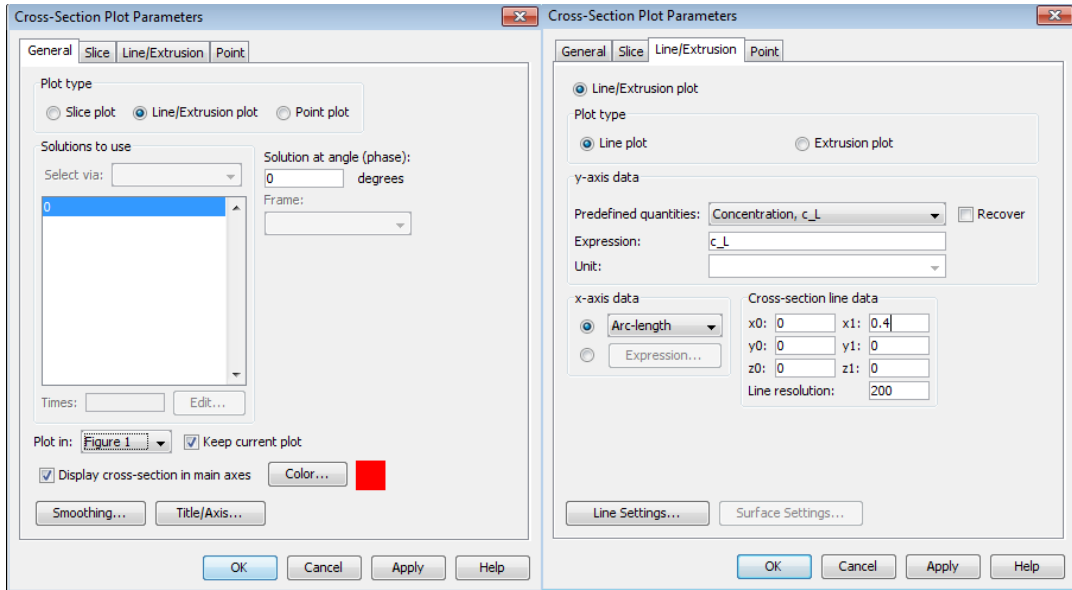 Cross-Section Plot Parameters
General Slice Line/Extrusion Point
Plot type
Slice plot Line/Extrusion plot Point plot
Solutions to use
Select via:
0
Times: Edit...
Solution at angle (phase):
0 degrees
Frame:
Plot in: Figure 1 Keep current plot
Display cross-section in main axes Color...
Smoothing... Title/Axis...
OK Cancel Apply Help
Cross-Section Plot Parameters
General Slice Line/Extrusion Point
Line/Extrusion plot
Plot type
Line plot Extrusion plot
y-axis data
Predefined quantities: Concentration, c_L Recover
Expression: c_L
Unit:
x-axis data
Arc-length
Expression...
Cross-section line data
x0: 0 x1: 0.4
y0: 0 y1: 0
z0: 0 z1: 0
Line resolution: 200
Line Settings... Surface Settings...
OK Cancel Apply Help